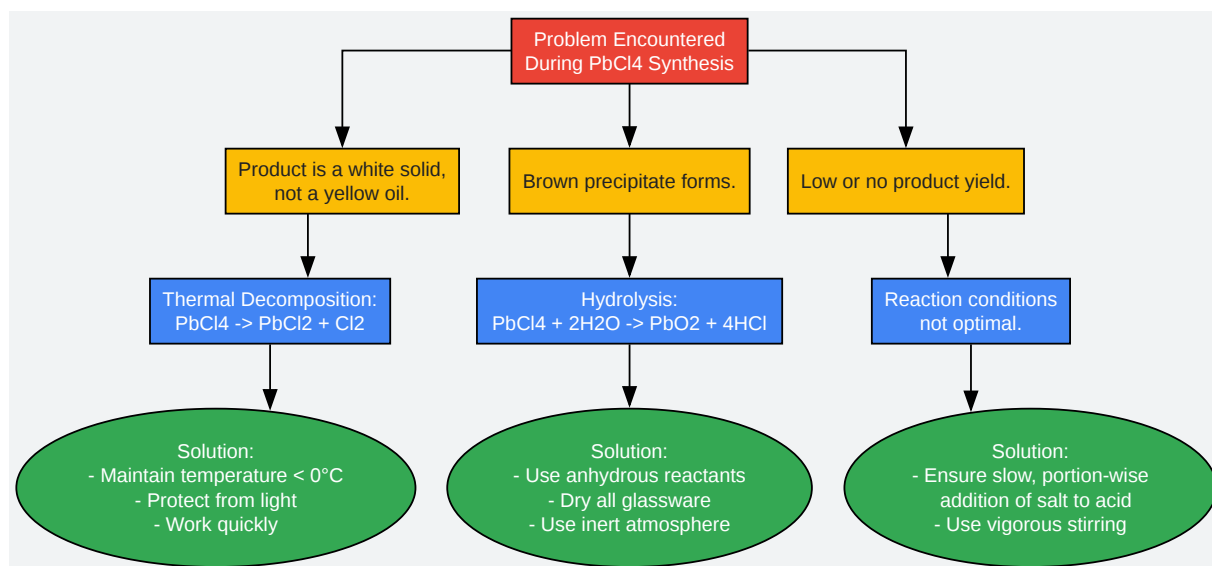 Problem Encountered
During PbCl4 Synthesis
Product is a white solid,
not a yellow oil.
Brown precipitate forms.
Low or no product yield.
Thermal Decomposition:
PbCl4 -> PbCl2 + Cl2
Hydrolysis:
PbCl4 + 2H2O -> PbO2 + 4HCl
Reaction conditions
not optimal.
Solution:
- Maintain temperature < 0°C
- Protect from light
- Work quickly
Solution:
- Use anhydrous reactants
- Dry all glassware
- Use inert atmosphere
Solution:
- Ensure slow, portion-wise
addition of salt to acid
- Use vigorous stirring